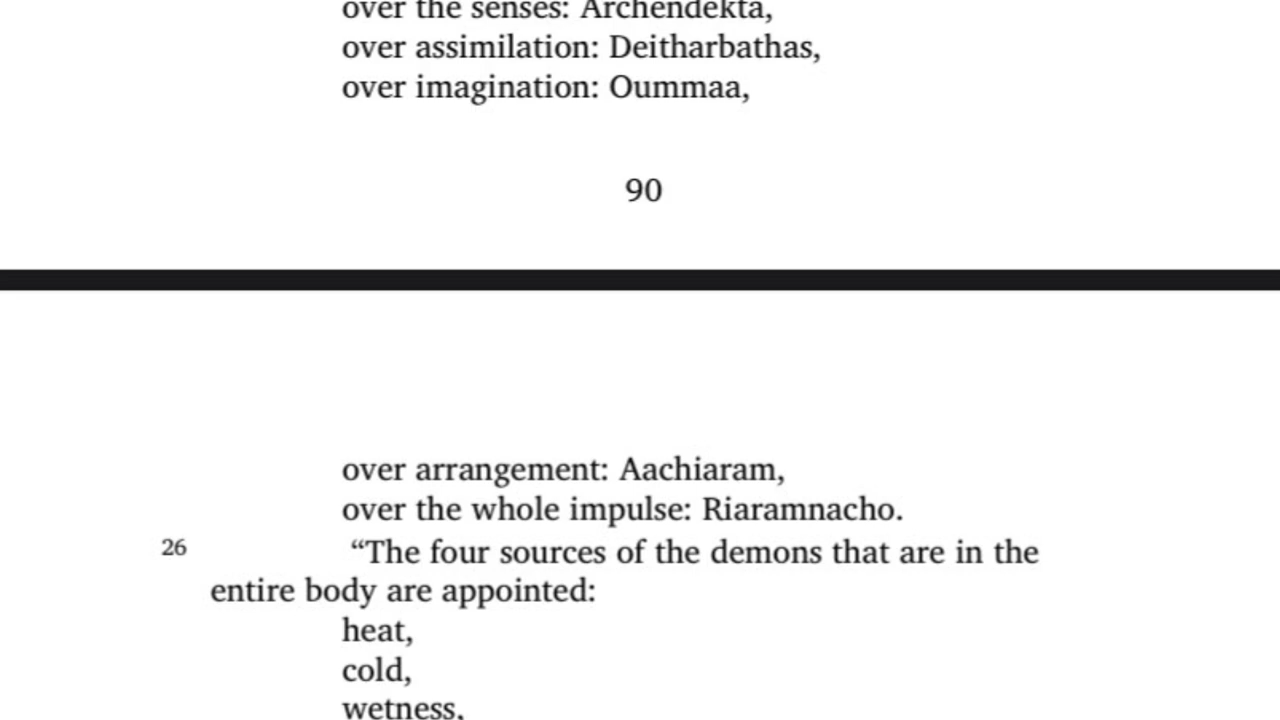 over the senses: Archendekta,
over assimilation: Deitharbathas,
over imagination: Oummaa,
90
over arrangement: Aachiaram,
over the whole impulse: Riaramnacho.
26 “The four sources of the demons that are in the
entire body are appointed:
heat,
cold,
wetness,